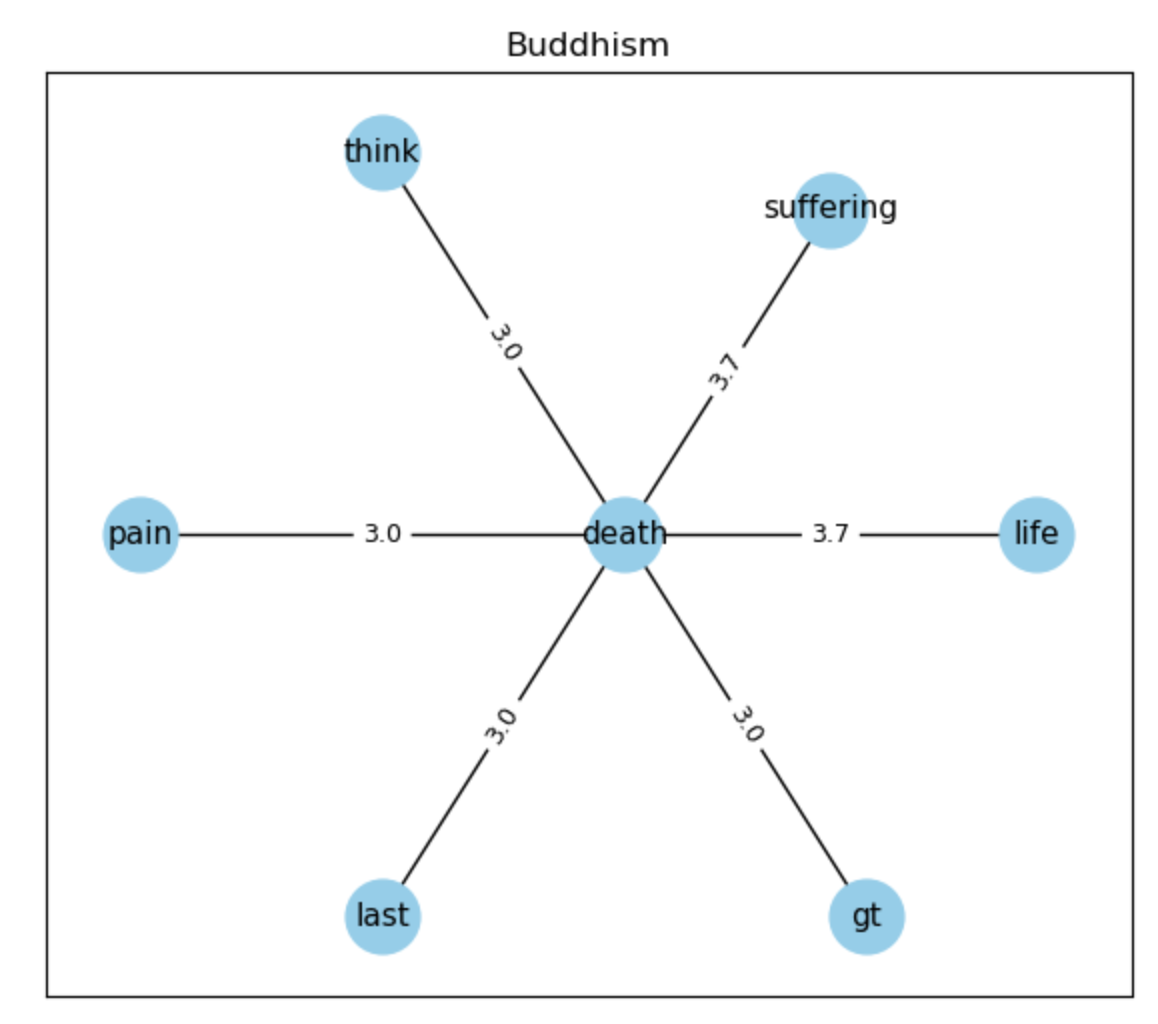 Buddhism
think
suffering
3.0
3.7
pain
3.0
death
3.7
life
3.0
3.0
last
gt